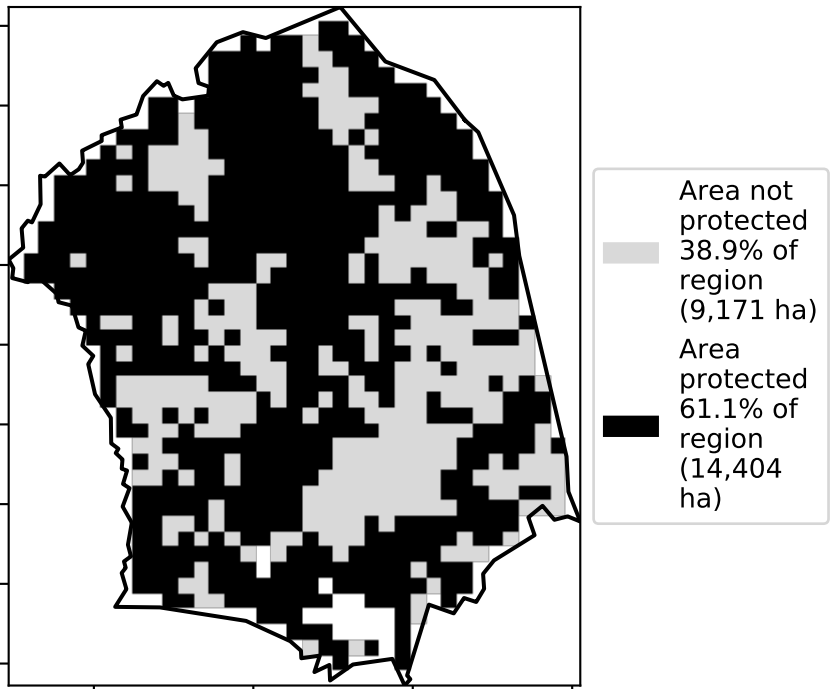 Area not
protected
38.9% of
region
(9,171 ha)
Area
protected
61.1% of
region
(14,404
ha)